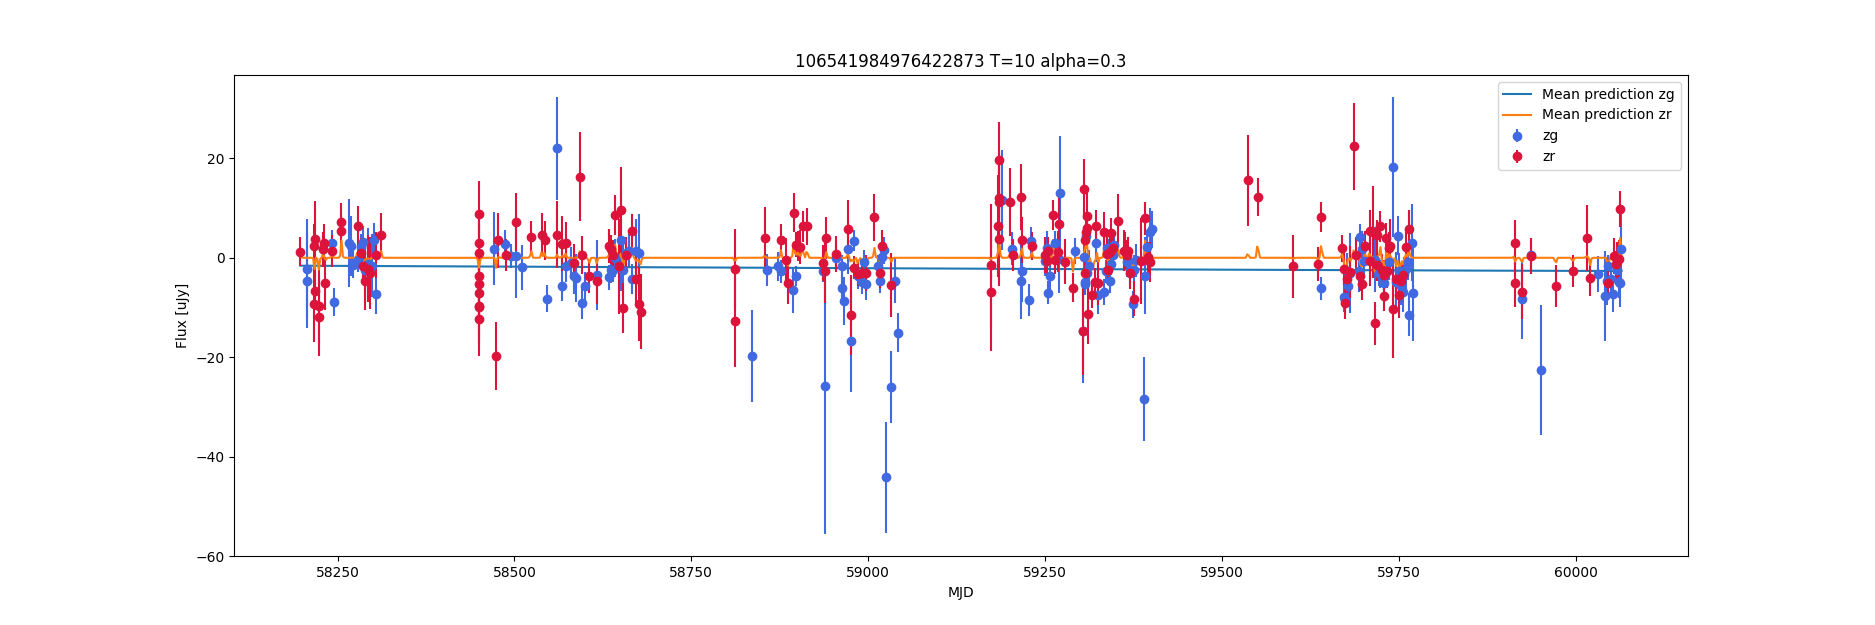 106541984976422873 T=10 alpha=0.3
Mean prediction zg
Mean prediction zr
zg
zr
Flux [uJy]
20
0
−20
−40
−60
58250 58500 58750 59000 59250 59500 59750 60000
MJD